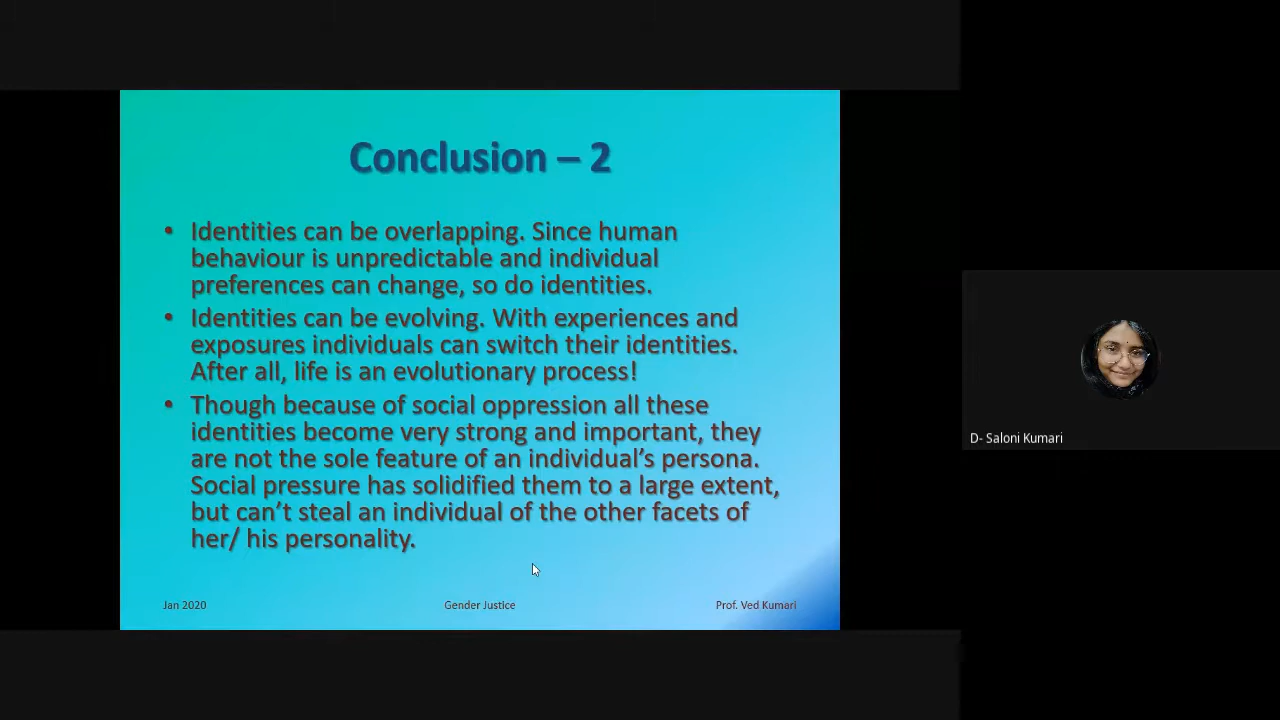 Conclusion – 2
• Identities can be overlapping. Since human
behaviour is unpredictable and individual
preferences can change, so do identities.
• Identities can be evolving. With experiences and
exposures individuals can switch their identities.
After all, life is an evolutionary process!
• Though because of social oppression all these
identities become very strong and important, they
are not the sole feature of an individual’s persona.
Social pressure has solidified them to a large extent,
but can’t steal an individual of the other facets of
her/ his personality.
Jan 2020
Gender Justice
Prof. Ved Kumari
D- Saloni Kumari